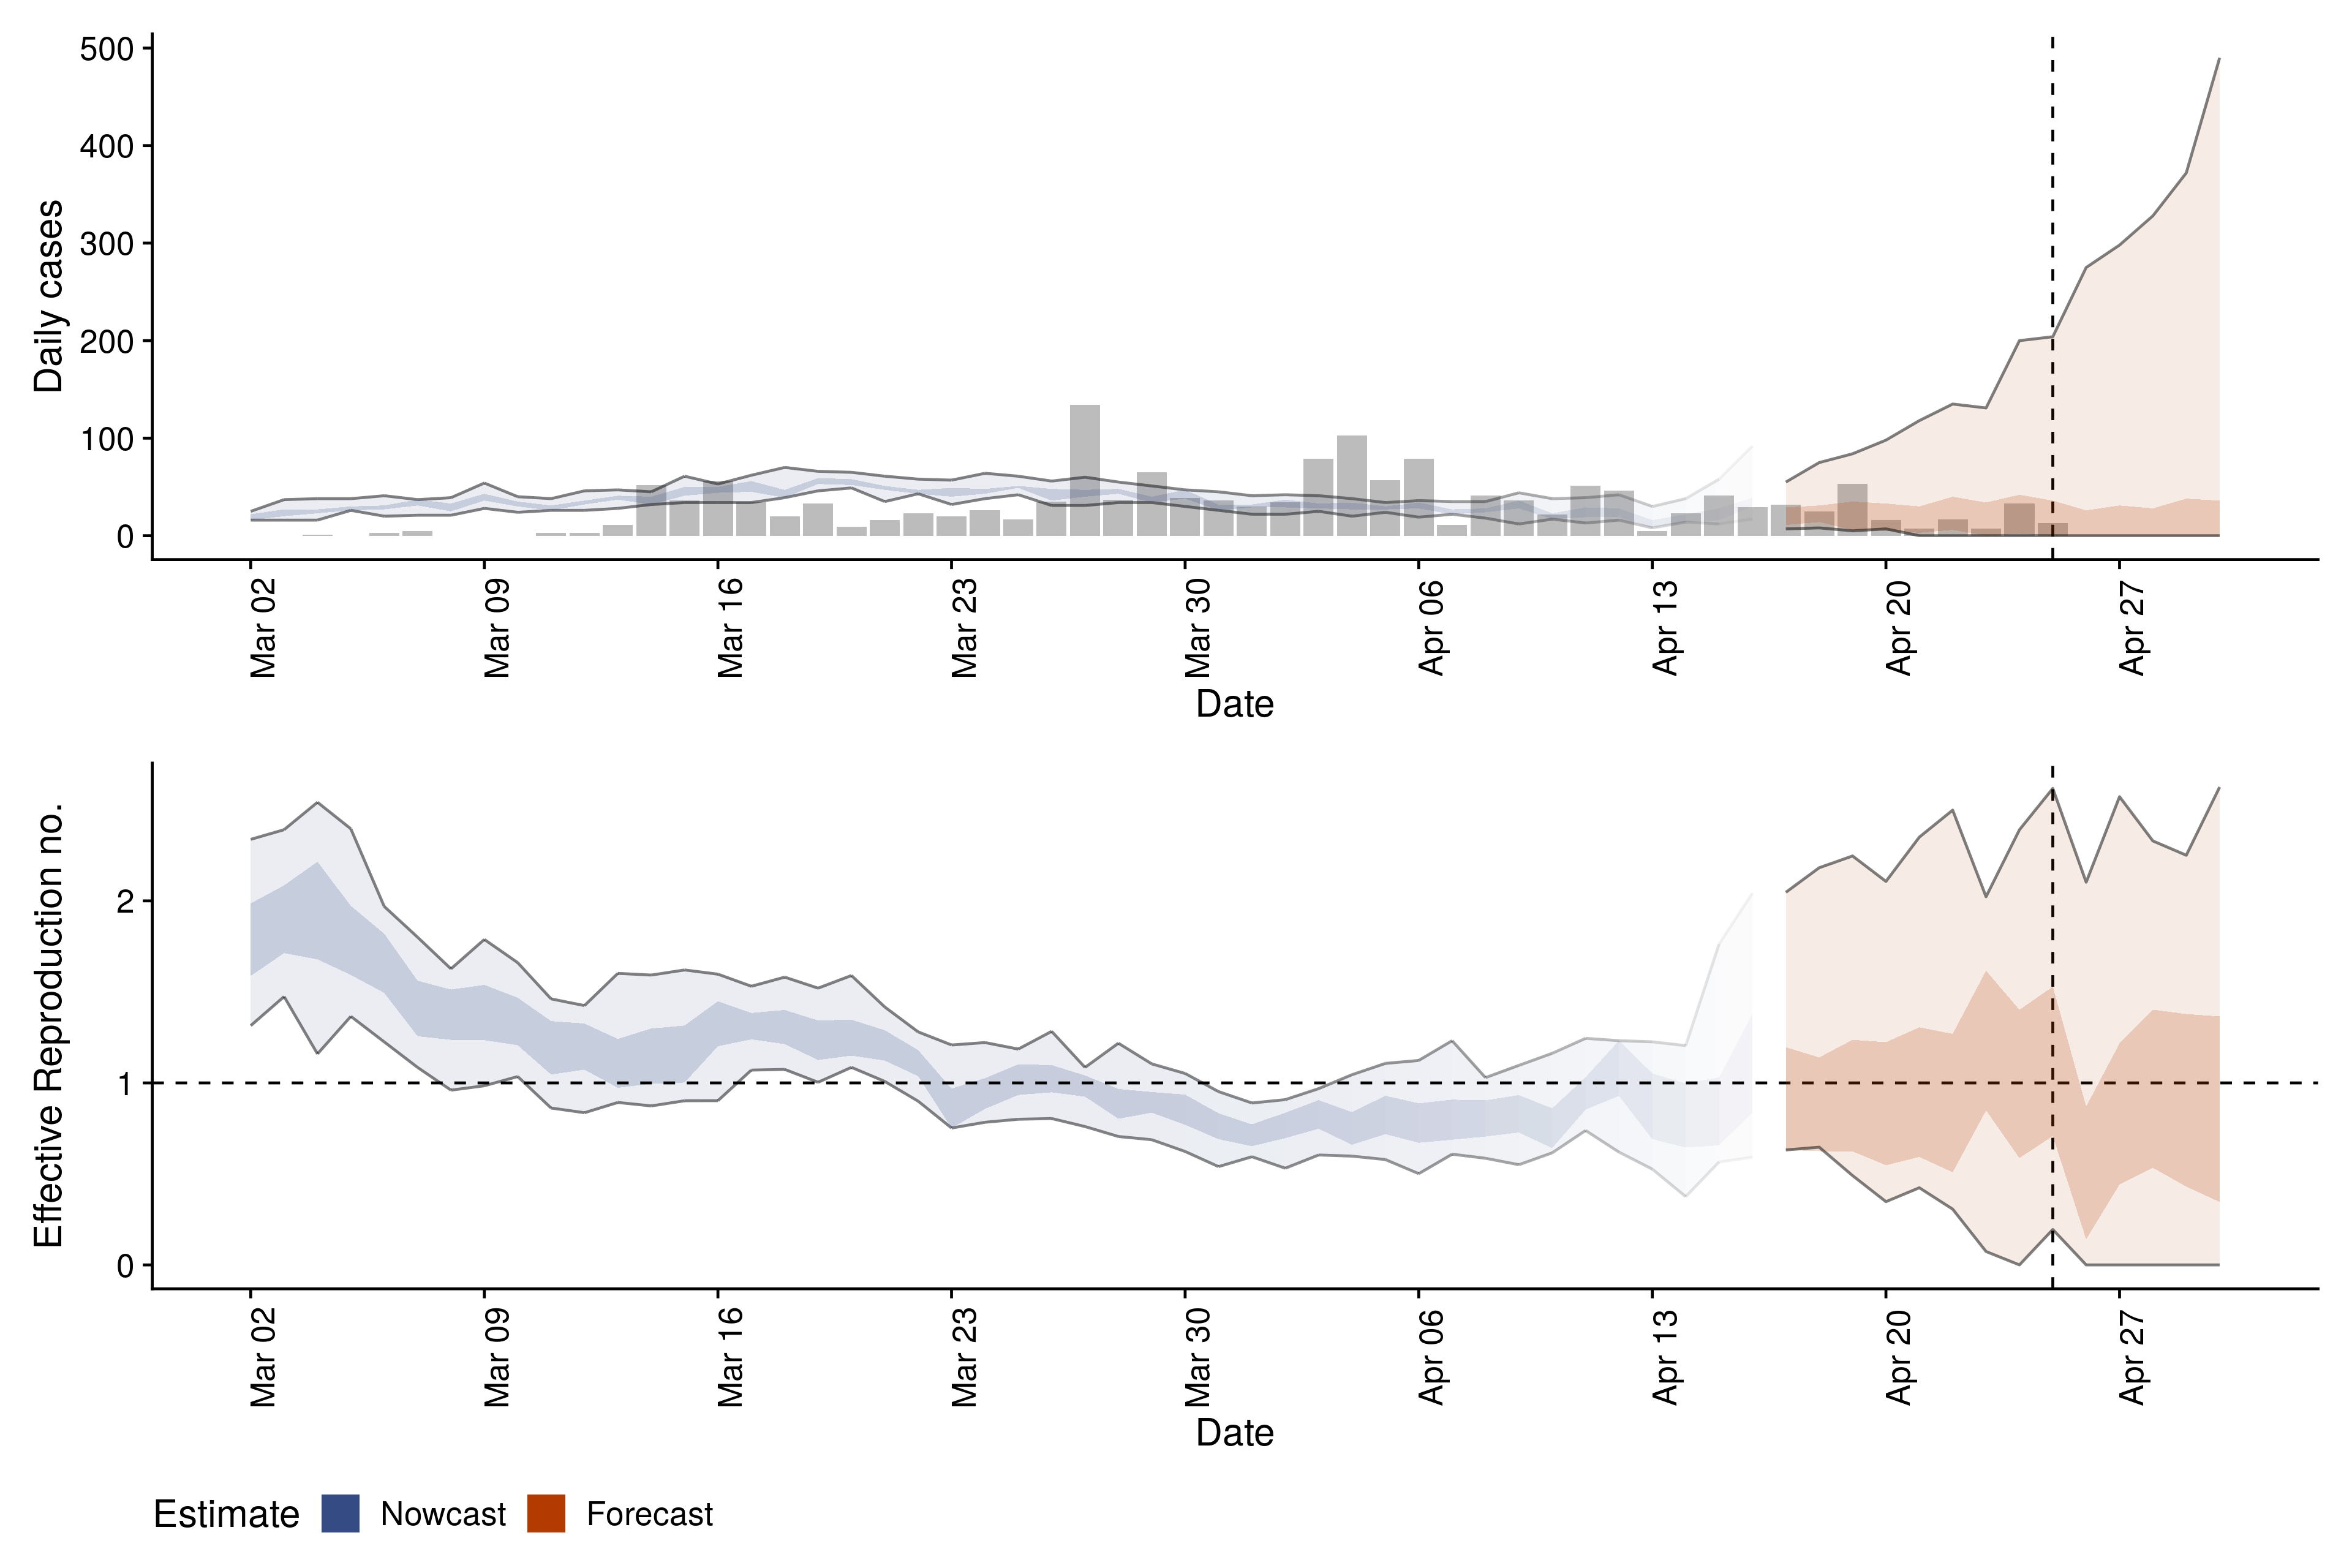 500
400
300
200
100
0
Daily cases
Mar 02
Mar 09
Mar 16
Mar 23
Mar 30
Apr 06
Apr 13
Apr 20
Apr 27
Date
2
1
0
Effective Reproduction no.
Mar 02
Mar 09
Mar 16
Mar 23
Mar 30
Apr 06
Apr 13
Apr 20
Apr 27
Date
Estimate Nowcast Forecast